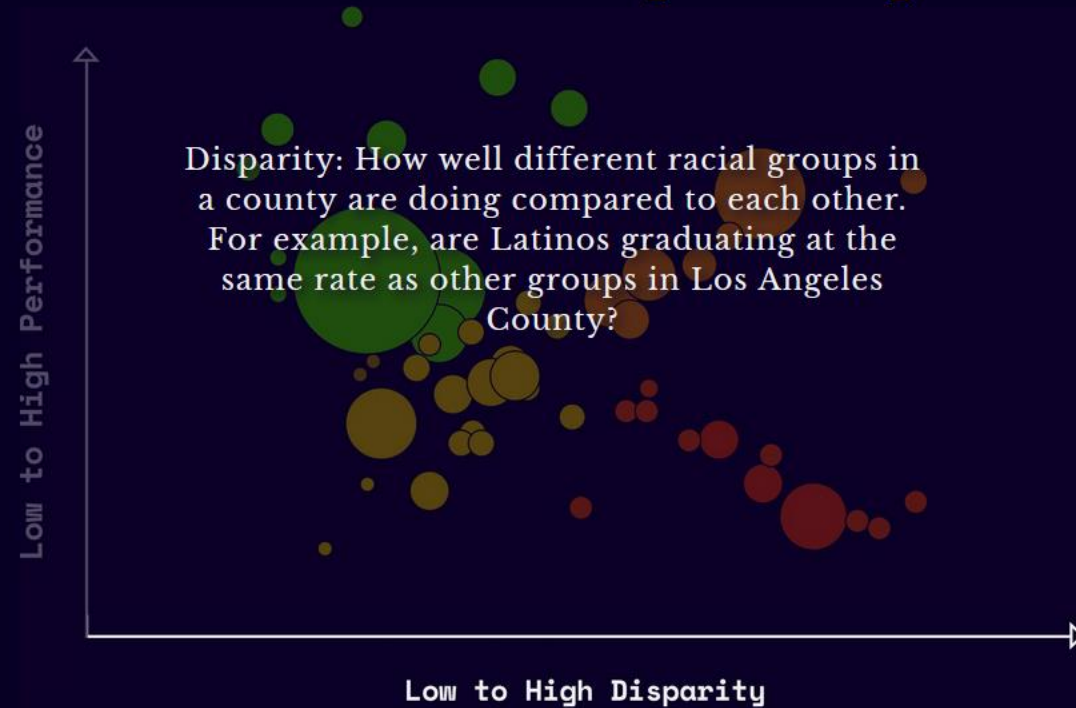 Low to High Performance
Disparity: How well different racial groups in
a county are doing compared to each other.
For example, are Latinos graduating at the
same rate as other groups in Los Angeles
County?
Low to High Disparity